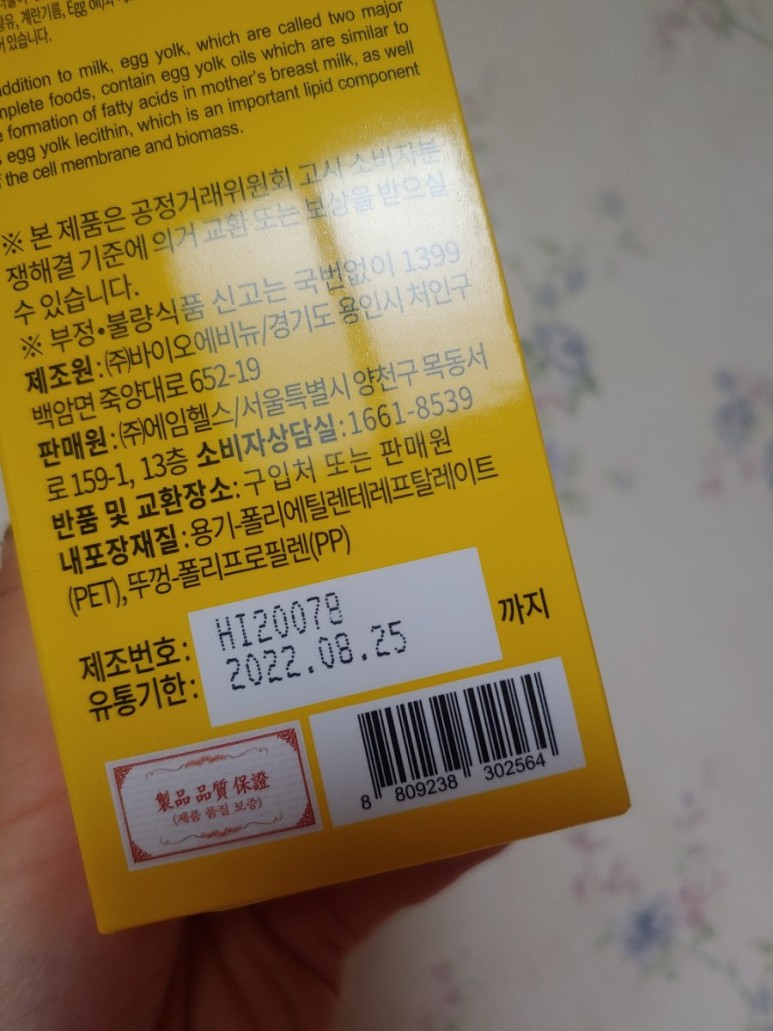 유, 계란기름, Egg
있습니다.
addition to milk, egg yolk, which are called two major
mplete foods, contain egg yolk oils which are similar to
formation of fatty acids in mother's breast milk, as well
egg yolk lecithin, which is an important lipid component
the cell membrane and biomass.
※ 본 제품은 공정거래위원회 고시 소비자분
쟁해결 기준에 의거 교환 또는 보상을 받으실
수 있습니다.
※ 부정•불량식품 신고는 국번없이 1399
제조원:(주)바이오에비뉴/경기도 용인시 처인구
백암면 죽양대로 652-19
판매원:(주)에임헬스/서울특별시 양천구 목동서
로 159-1, 13층 소비자상담실:1661-8539
반품 및 교환장소:구입처 또는 판매원
내포장재질:용기-폴리에틸렌테레프탈레이트
(PET),뚜껑-폴리프로필렌(PP)
제조번호: HI2007B
유통기한: 2022.08.25 까지
製品 品質 保證
(제품 품질 보증)
8 809238 302564